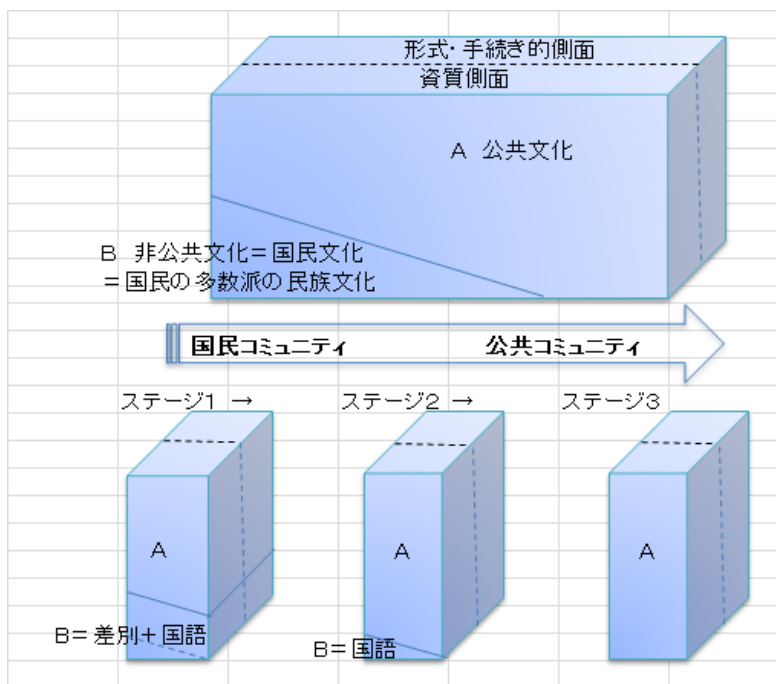 形式・手続き的側面
資質側面
A 公共文化
B 非公共文化=国民文化
=国民の多数派の民族文化
国民コミュニティ 公共コミュニティ
ステージ1 → ステージ2 → ステージ3
A A A
B=差別+国語
B=国語